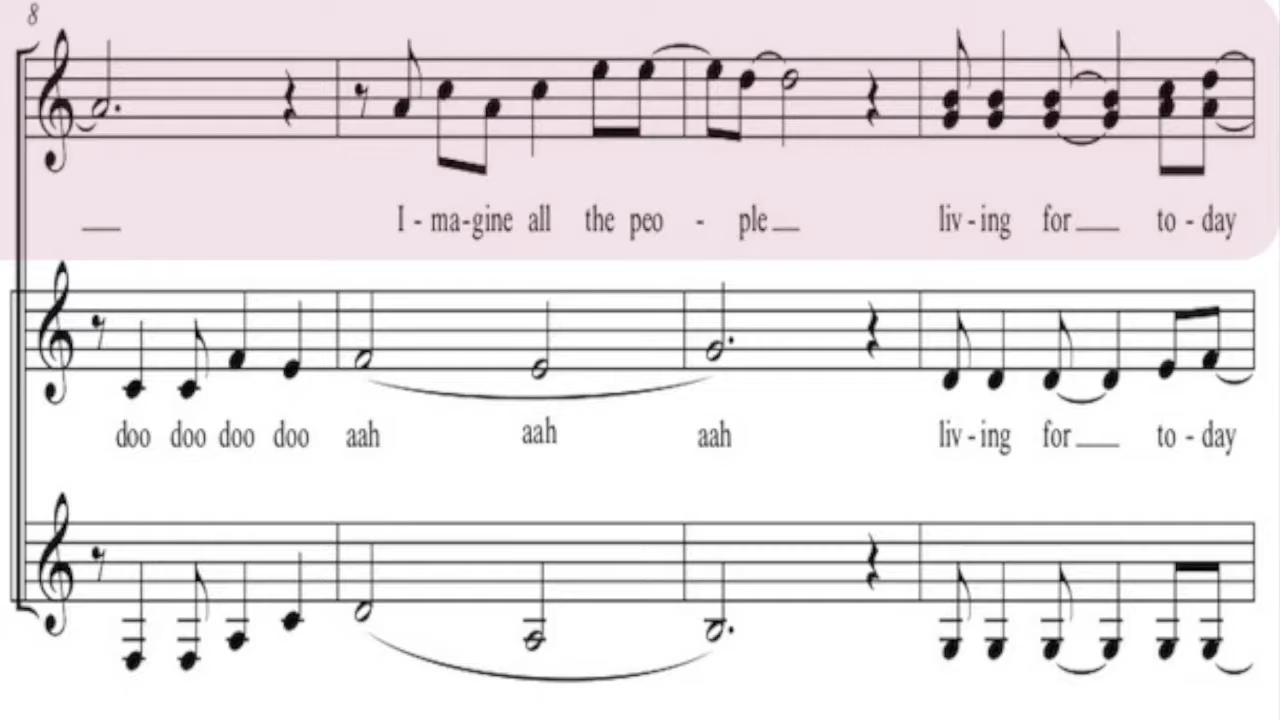 8
I - ma-gine all the peo - ple liv - ing for to - day
doo doo doo doo aah aah aah liv - ing for to - day